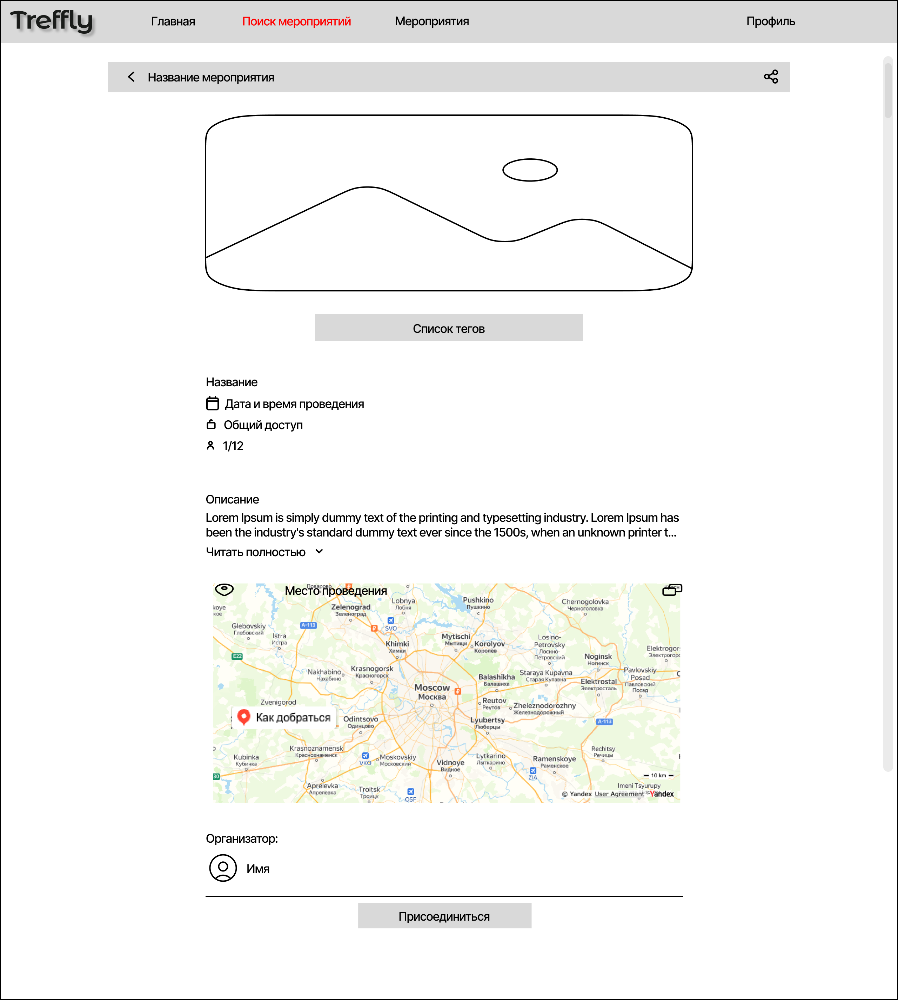 Treffly
Главная
Поиск мероприятий
Мероприятия
Профиль
Название мероприятия
Список тегов
Название
Дата и время проведения
Общий доступ
1/12
Описание
Lorem Ipsum is simply dummy text of the printing and typesetting industry. Lorem Ipsum has
been the industry's standard dummy text ever since the 1500s, when an unknown printer t...
Читать полностью
Место проведения
Поварово
Lobnya
Лобня
Pushkino
Пушкино
Chernogolovka
Черноголовка
Zelenograd
Зеленоград
SVO
A-113
Glebovskiy
Глебовский
Istra
Истра
E22
Khimki
Химки
Mytischi
Мытищи
Korolyov
Королёв
Losino-
Petrovsky
Лосино-
Петровский
Noginsk
Ногинск
Nakhabino
Нахабино
Krasnogorsk
Красногорск
Balashikha
Балашиха
Staraya Kupavna
Старая Купавна
Elektrostal
Электросталь
Pavlovskiy
Posad
Павловский
Посад
Moscow
Москва
Reutov
Реутов
Zheleznodorozhny
Железнодорожный
Zvenigorod
Как добраться
Odintsovo
Одинцово
Lyubertsy
Люберцы
A-113
Krasnoznamensk
Краснознаменск
Kubinka
Кубинка
VKO
Moskovskiy
Московский
Vidnoye
Видное
Lytkarino
Лыткарино
Ramenskoye
Раменское
Rechitsy
Речицы
ZIA
30
10 km
Aprelevka
Апрелевка
Troitsk
Троицк
OSF
Imeni Tsyurupy
© Yandex User Agreement Yandex
Организатор:
Имя
Присоединиться